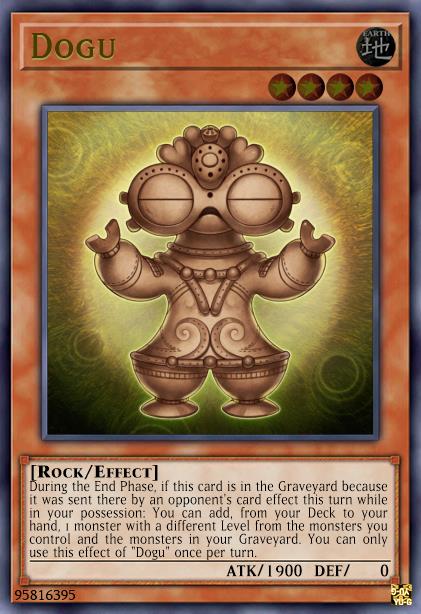 DOGU
EARTH
地
[ROCK/EFFECT]
During the End Phase, if this card is in the Graveyard because
it was sent there by an opponent's card effect this turn while
in your possession: You can add, from your Deck to your
hand, 1 monster with a different Level from the monsters you
control and the monsters in your Graveyard. You can only
use this effect of "Dogu" once per turn.
ATK/1900 DEF/ 0
95816395